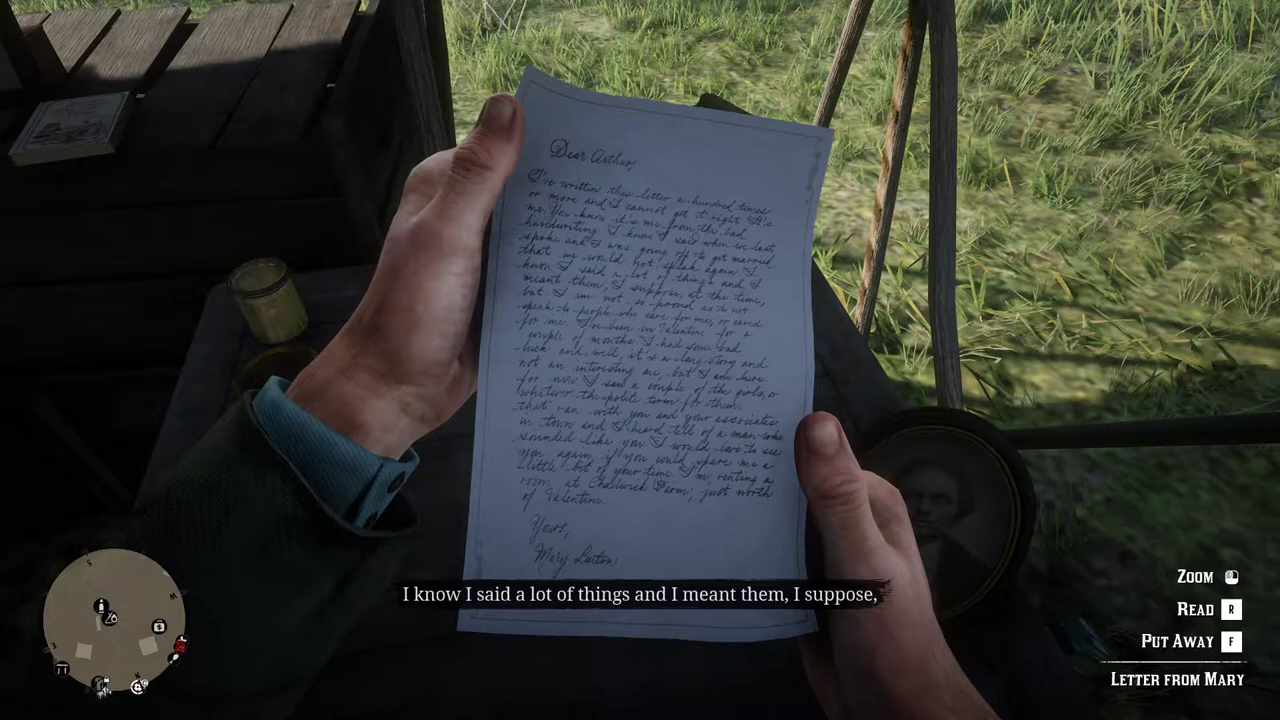 Dear Arthur,
I've written this letter a hundred times
or more and I cannot get it right. It's
me. You know it's me from the bad
handwriting. I know I said when we last
spoke and I was going off to get married
that we would not speak again. I
know I said a lot of things and I
meant them, I suppose, at the time,
but I am not so proud as to not
speak to people who care for me, or cared
for me. I've been in Valentine for a
couple of months. I had some bad
luck and, well, it's a long story and
not an interesting one, but I am here
for now. I saw a couple of the girls, or
whatever the polite term for them,
that ran with you and your associates
in town and I heard tell of a man who
sounded like you. I would love to see
you again, if you could spare me a
little bit of your time. I'm renting a
room at Chadwick Farm, just north
of Valentine.
Yours,
Mary Linton
I know I said a lot of things and I meant them, I suppose,
ZOOM
READ R
PUT AWAY F
LETTER FROM MARY